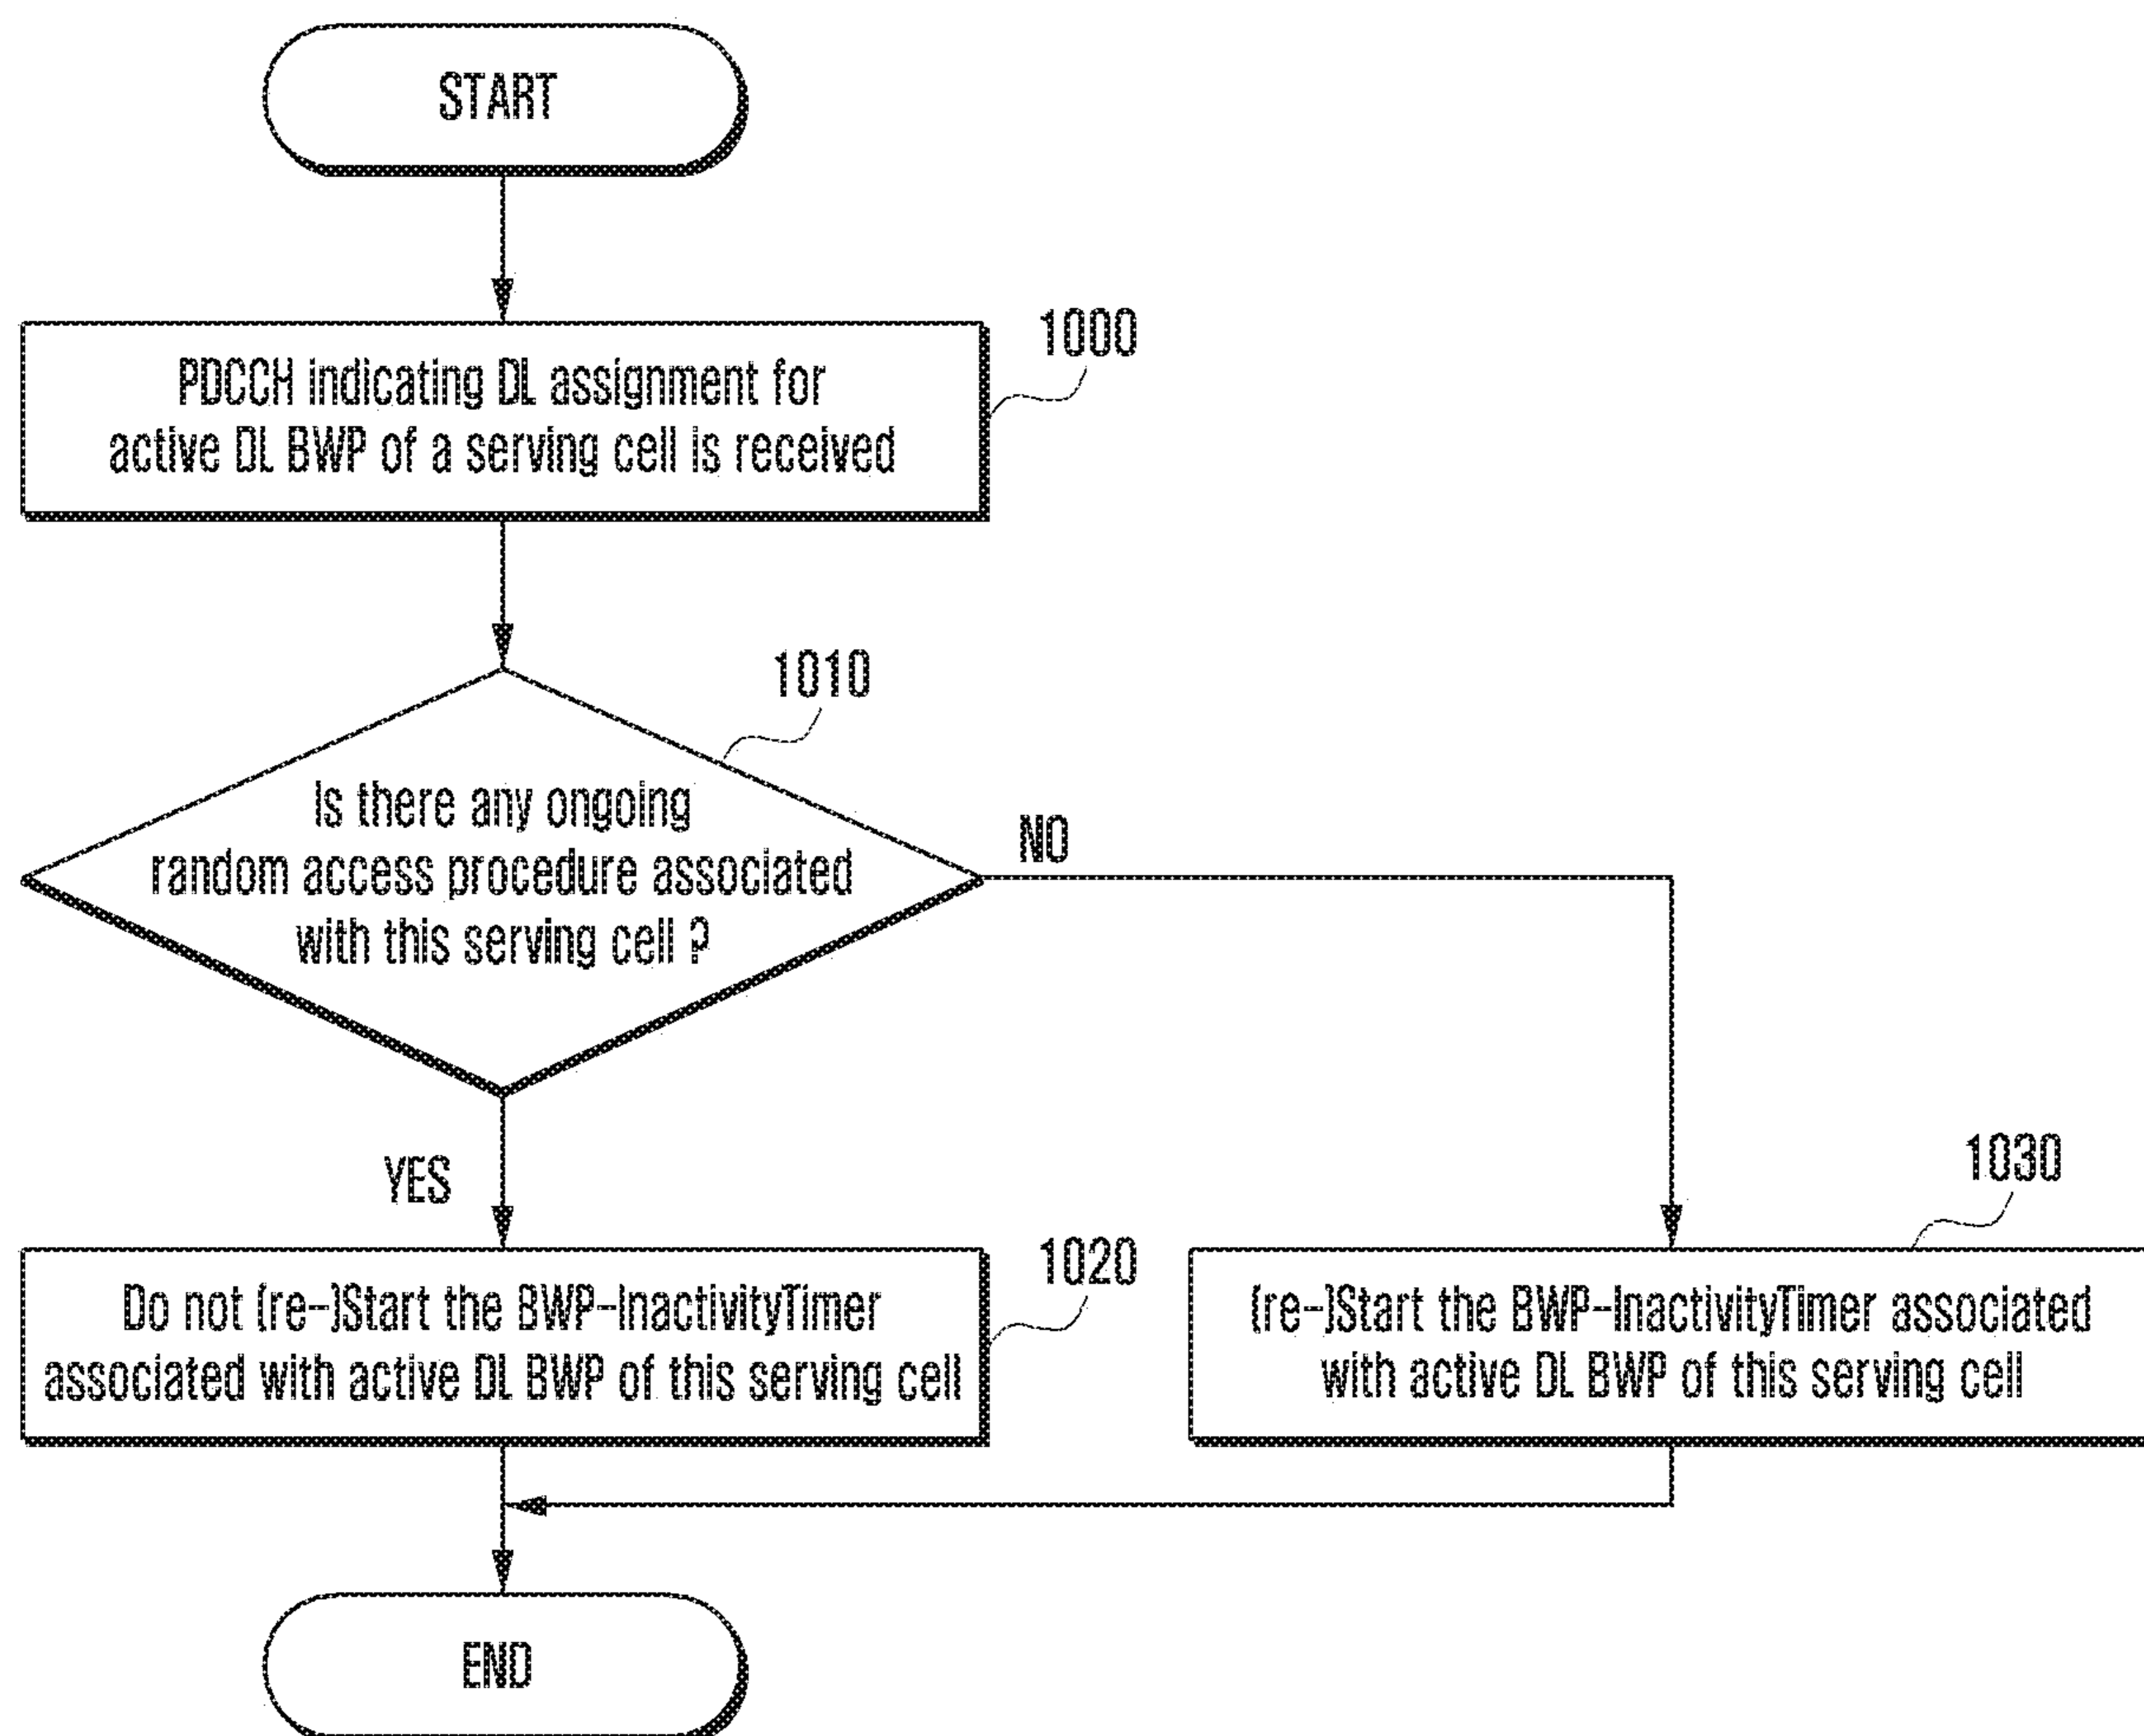 START
PDCCH indicating DL assignment for
active DL BWP of a serving cell is received
1000
1010
Is there any ongoing
random access procedure associated
with this serving cell ?
NO
YES
Do not (re-)Start the BWP-InactivityTimer
associated with active DL BWP of this serving cell
1020
1030
(re-)Start the BWP-InactivityTimer associated
with active DL BWP of this serving cell
END